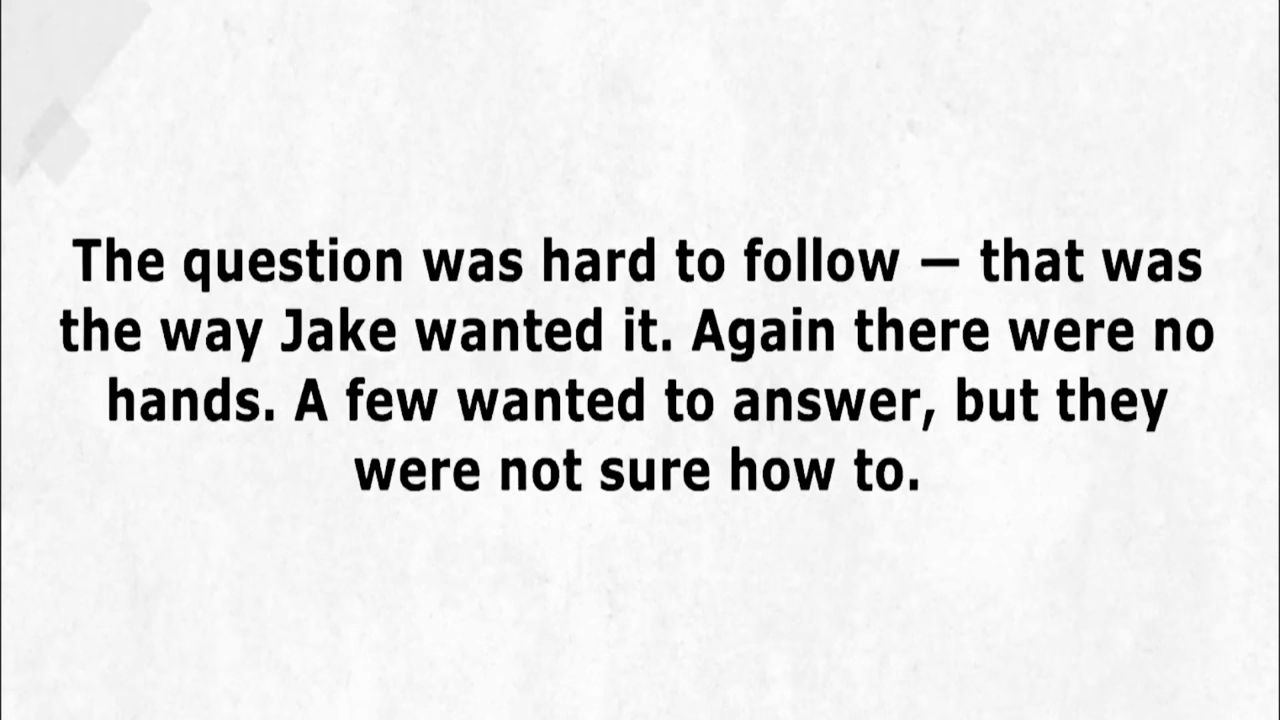 The question was hard to follow — that was
the way Jake wanted it. Again there were no
hands. A few wanted to answer, but they
were not sure how to.